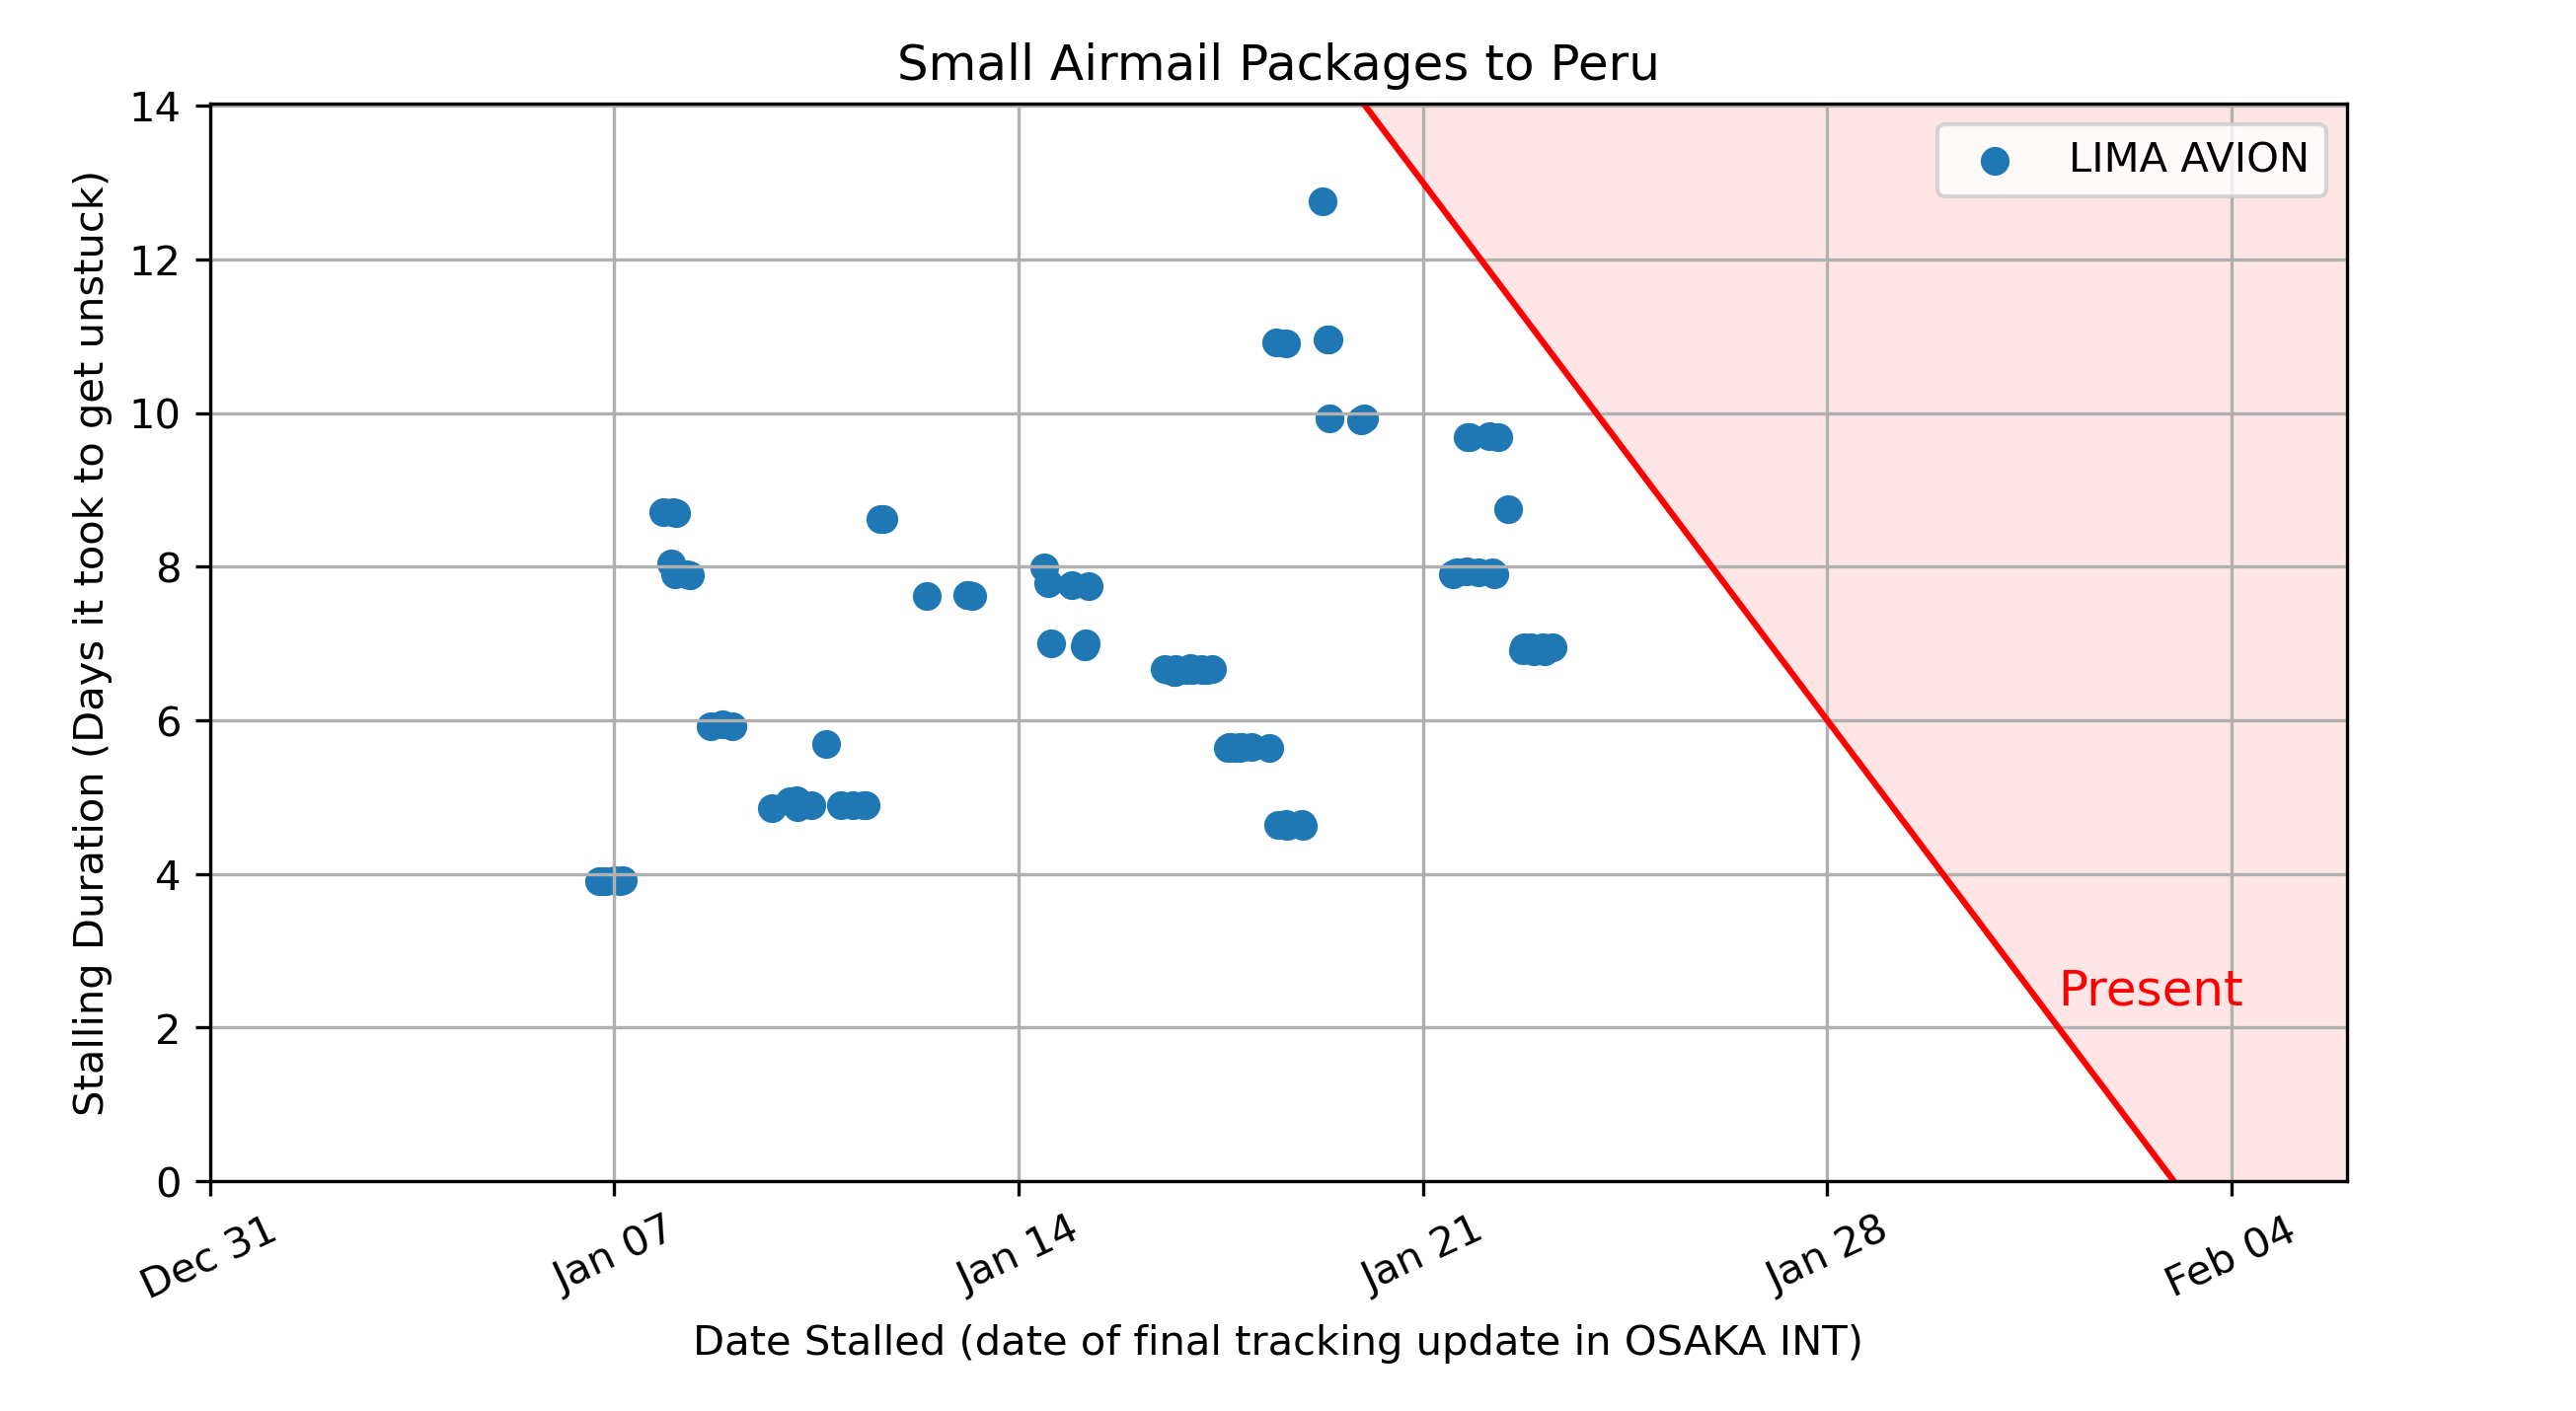 Small Airmail Packages to Peru
Stalling Duration (Days it took to get unstuck)
14
12
10
8
6
4
2
0
LIMA AVION
Present
Dec 31
Jan 07
Jan 14
Jan 21
Jan 28
Feb 04
Date Stalled (date of final tracking update in OSAKA INT)